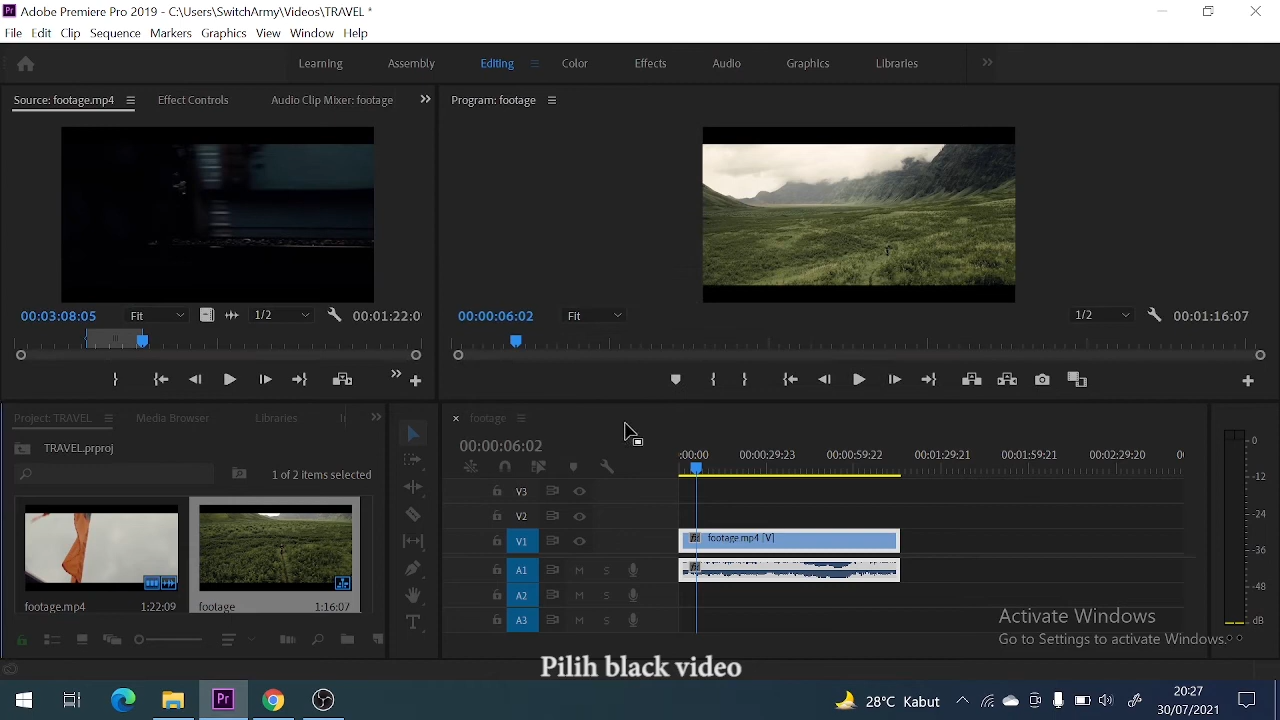 Adobe Premiere Pro 2019 - C:\Users\SwitchArmy\Videos\TRAVEL *
File Edit Clip Sequence Markers Graphics View Window Help
Learning Assembly Editing Color Effects Audio Graphics Libraries
Source: footage.mp4 Effect Controls Audio Clip Mixer: footage
Program: footage
00:03:08:05 Fit 1/2 00:01:22:0
00:00:06:02 Fit 1/2 00:01:16:07
Project: TRAVEL Media Browser Libraries
TRAVEL.prproj
1 of 2 items selected
footage.mp4 1:22:09
footage 1:16:07
footage
00:00:06:02
:00:00 00:00:29:23 00:00:59:22 00:01:29:21 00:01:59:21 00:02:29:20
V3
V2
V1 footage.mp4 [V]
A1 M S
A2 M S
A3 M S
0
-12
-24
-36
-48
dB
Activate Windows
Go to Settings to activate Windows.
Pilih black video
28°C Kabut
20:27
30/07/2021